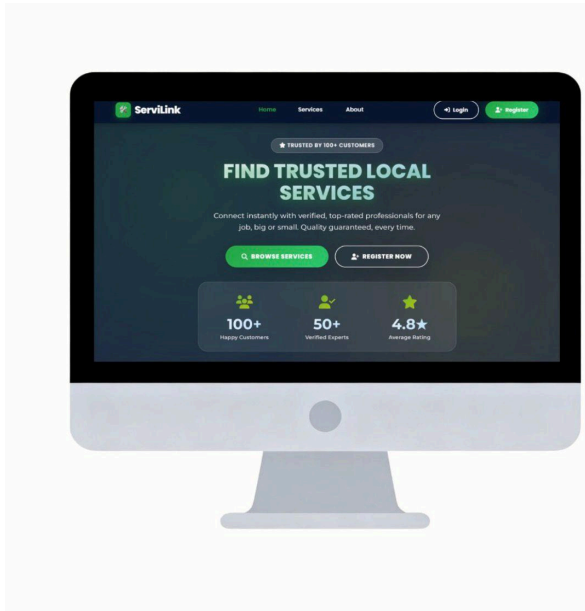 ServiLink
Home Services About
Login Register
TRUSTED BY 100+ CUSTOMERS
FIND TRUSTED LOCAL
SERVICES
Connect instantly with verified, top-rated professionals for any
job, big or small. Quality guaranteed, every time.
BROWSE SERVICES REGISTER NOW
100+ 50+ 4.8★
Happy Customers Verified Experts Average Rating